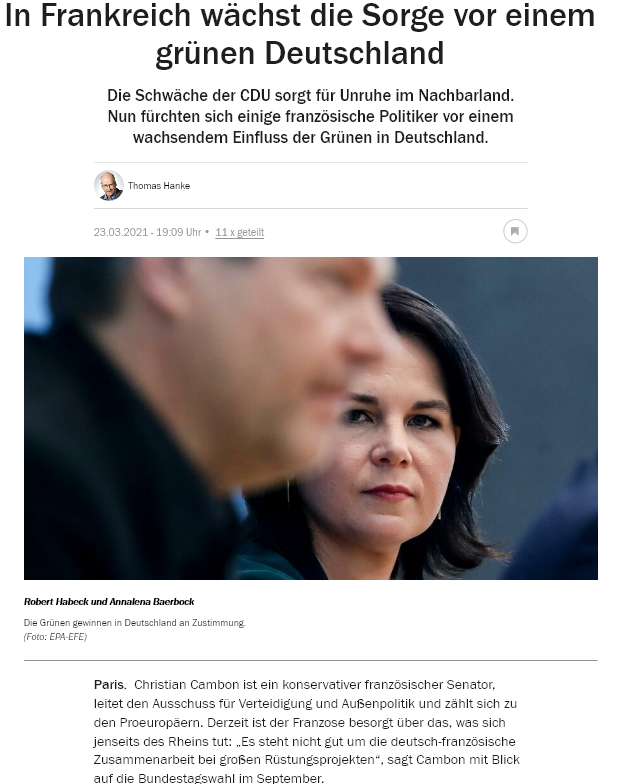 In Frankreich wächst die Sorge vor einem
grünen Deutschland
Die Schwäche der CDU sorgt für Unruhe im Nachbarland.
Nun fürchten sich einige französische Politiker vor einem
wachsendem Einfluss der Grünen in Deutschland.
Thomas Hanke
23.03.2021 - 19:09 Uhr • 11 x geteilt
Robert Habeck und Annalena Baerbock
Die Grünen gewinnen in Deutschland an Zustimmung.
(Foto: EPA-EFE)
Paris. Christian Cambon ist ein konservativer französischer Senator,
leitet den Ausschuss für Verteidigung und Außenpolitik und zählt sich zu
den Proeuropäern. Derzeit ist der Franzose besorgt über das, was sich
jenseits des Rheins tut: „Es steht nicht gut um die deutsch-französische
Zusammenarbeit bei großen Rüstungsprojekten“, sagt Cambon mit Blick
auf die Bundestagswahl im September.